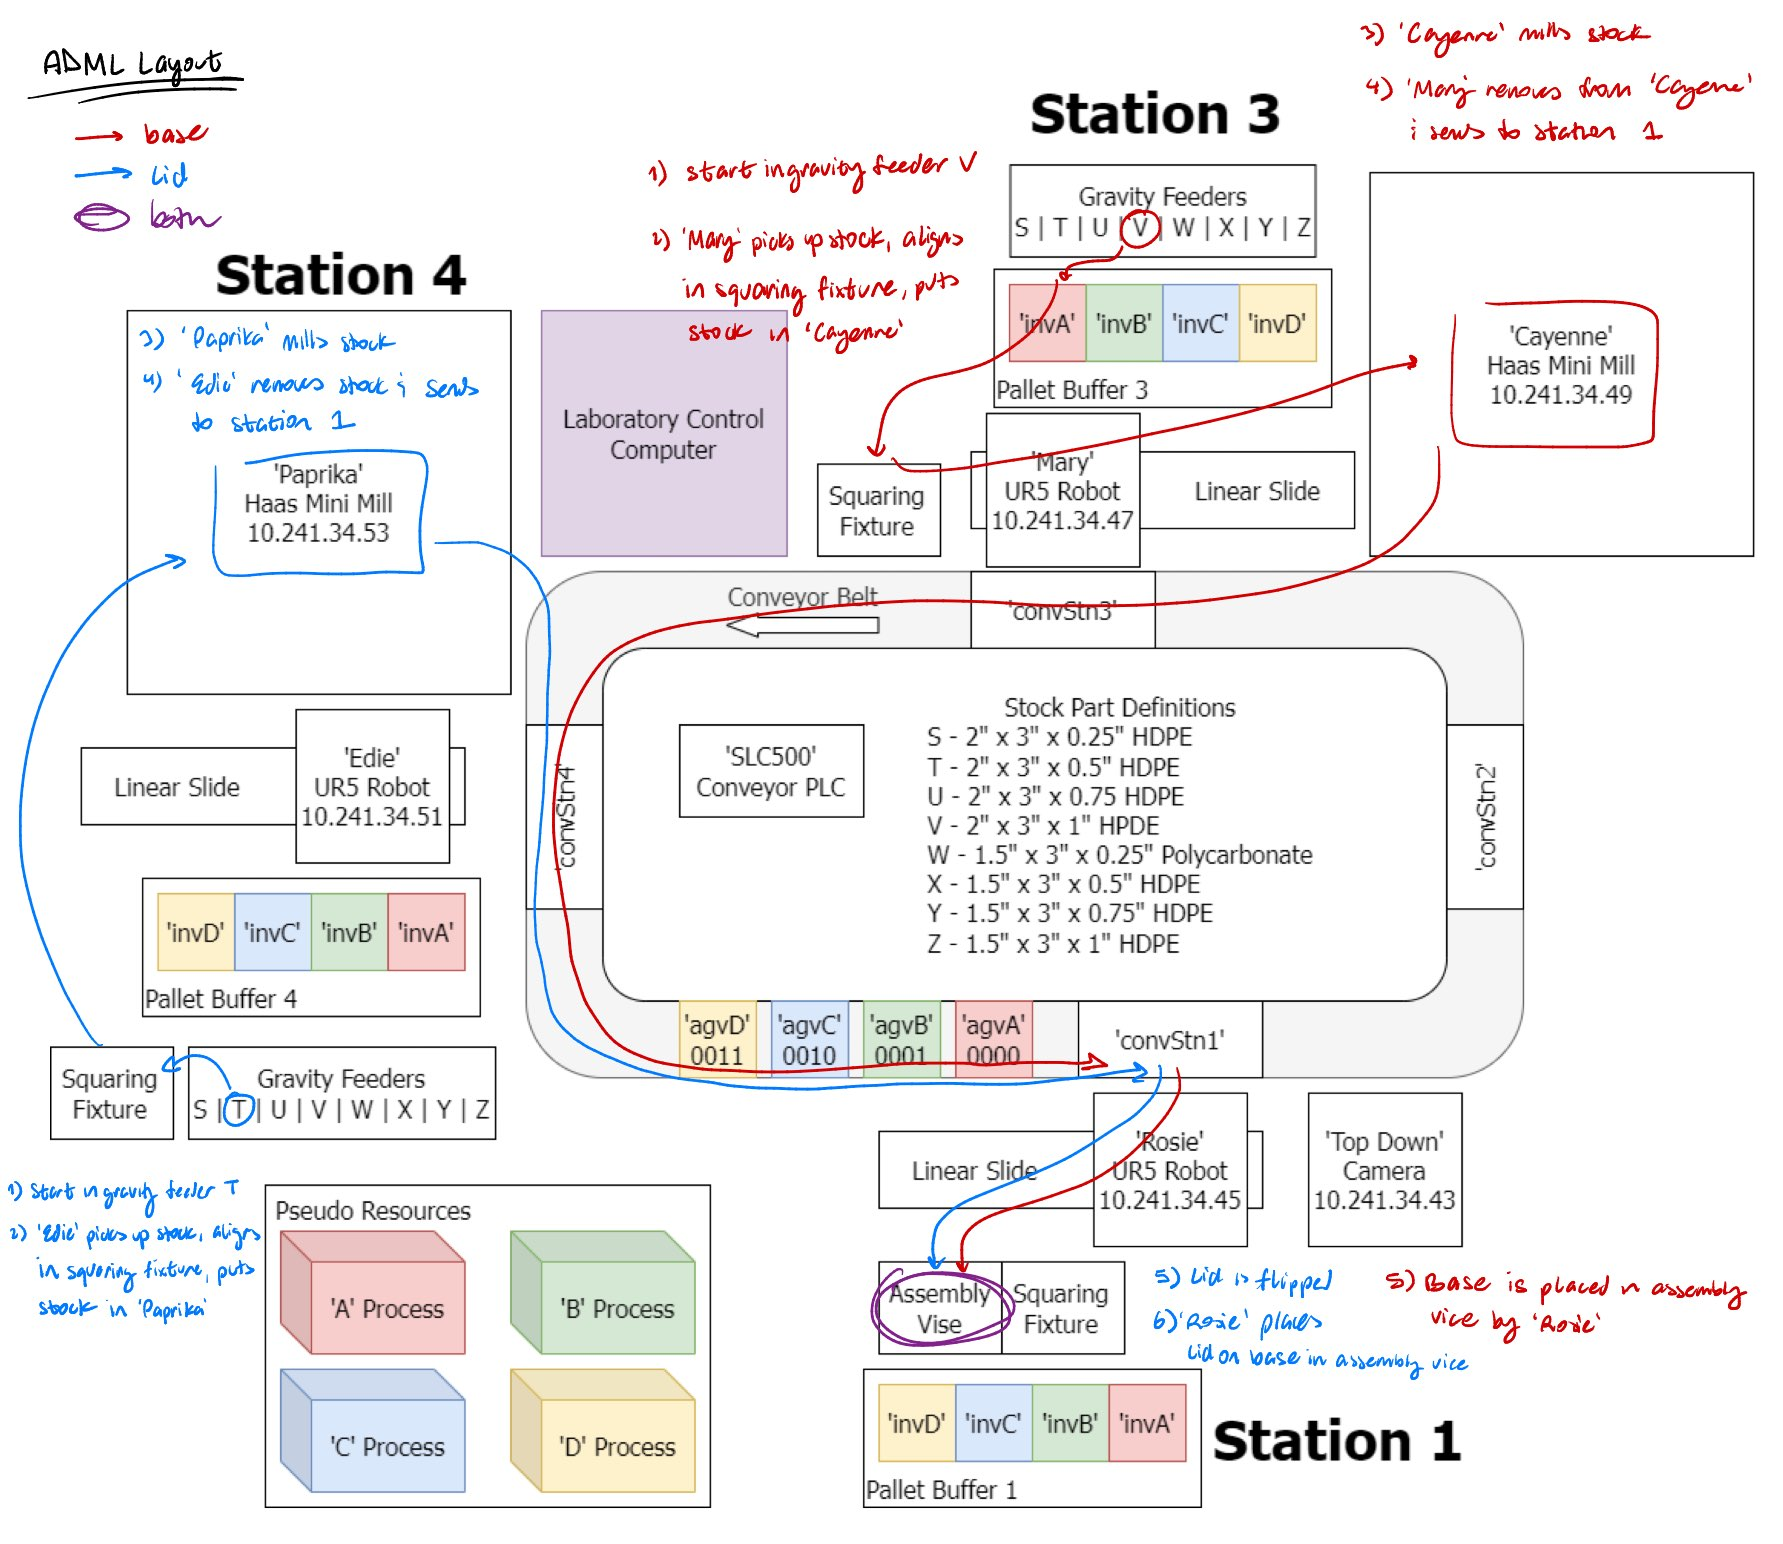 ADML Layout
base
lid
both
3) 'Cayenne' mills stock
4) 'Mary' removes from 'Cayenne'
& sends to station 1
Station 3
1) start in gravity feeder V
2) 'Mary' picks up stock, aligns
in squaring fixture, puts
stock in 'Cayenne'
Gravity Feeders
S | T | U | V | W | X | Y | Z
'invA' 'invB' 'invC' 'invD'
Pallet Buffer 3
'Cayenne'
Haas Mini Mill
10.241.34.49
Station 4
3) 'Paprika' mills stock
4) 'Edie' removes stock & sends
to station 1
'Paprika'
Haas Mini Mill
10.241.34.53
Laboratory Control
Computer
Squaring
Fixture
'Mary'
UR5 Robot
10.241.34.47
Linear Slide
Conveyor Belt
'convStn3'
'convStn4'
'convStn2'
'SLC500'
Conveyor PLC
Stock Part Definitions
S - 2" x 3" x 0.25" HDPE
T - 2" x 3" x 0.5" HDPE
U - 2" x 3" x 0.75 HDPE
V - 2" x 3" x 1" HPDE
W - 1.5" x 3" x 0.25" Polycarbonate
X - 1.5" x 3" x 0.5" HDPE
Y - 1.5" x 3" x 0.75" HDPE
Z - 1.5" x 3" x 1" HDPE
Linear Slide
'Edie'
UR5 Robot
10.241.34.51
'invD' 'invC' 'invB' 'invA'
Pallet Buffer 4
Squaring
Fixture
Gravity Feeders
S | T | U | V | W | X | Y | Z
'agvD'
0011
'agvC'
0010
'agvB'
0001
'agvA'
0000
'convStn1'
1) Start in gravity feeder T
2) 'Edie' picks up stock, aligns
in squaring fixture, puts
stock in 'Paprika'
Pseudo Resources
'A' Process
'B' Process
'C' Process
'D' Process
Linear Slide
'Rosie'
UR5 Robot
10.241.34.45
'Top Down'
Camera
10.241.34.43
Assembly
Vise
Squaring
Fixture
5) Lid is flipped
6) 'Rosie' places
lid on base in assembly vice
5) Base is placed in assembly
vice by 'Rosie'
'invD' 'invC' 'invB' 'invA'
Pallet Buffer 1
Station 1